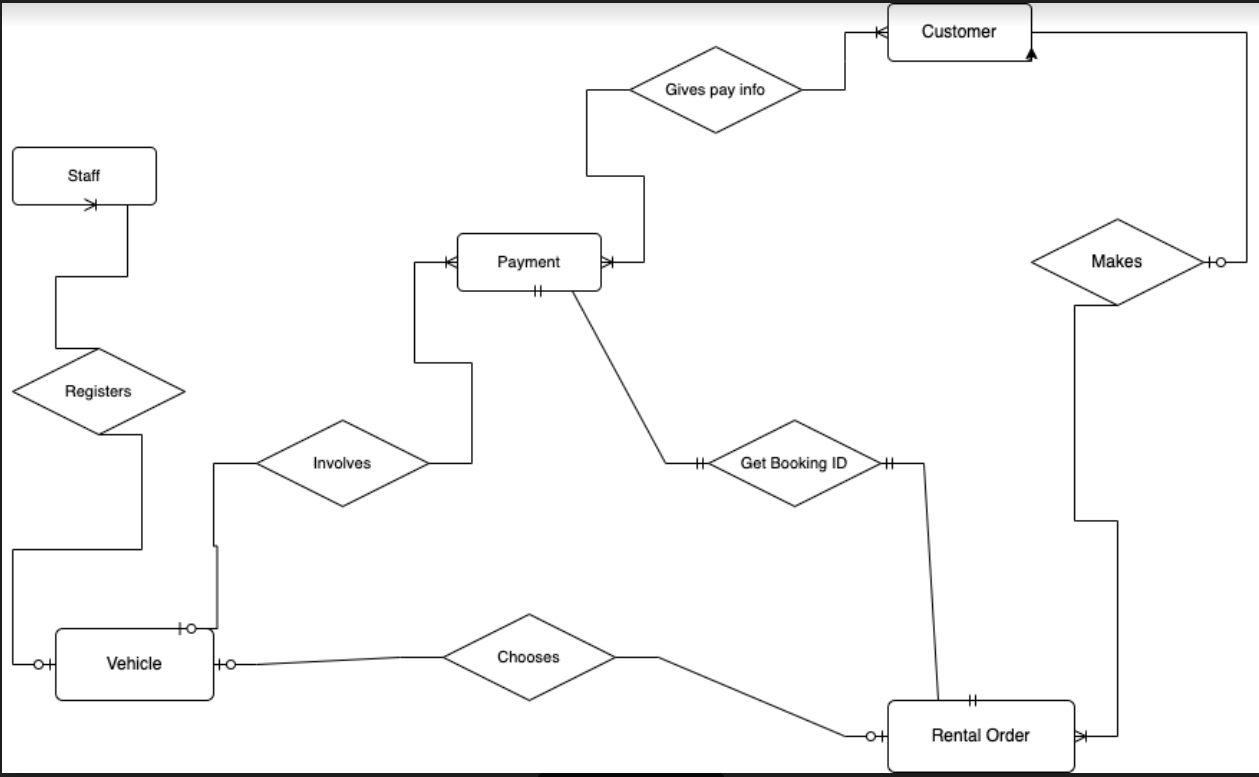 Customer
Gives pay info
Staff
Payment
Makes
Registers
Involves
Get Booking ID
Chooses
Vehicle
Rental Order